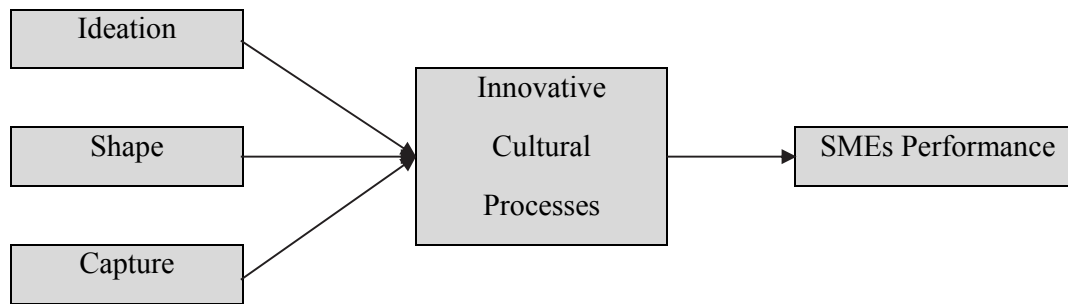 Ideation
Shape
Capture
Innovative
Cultural
Processes
SMEs Performance